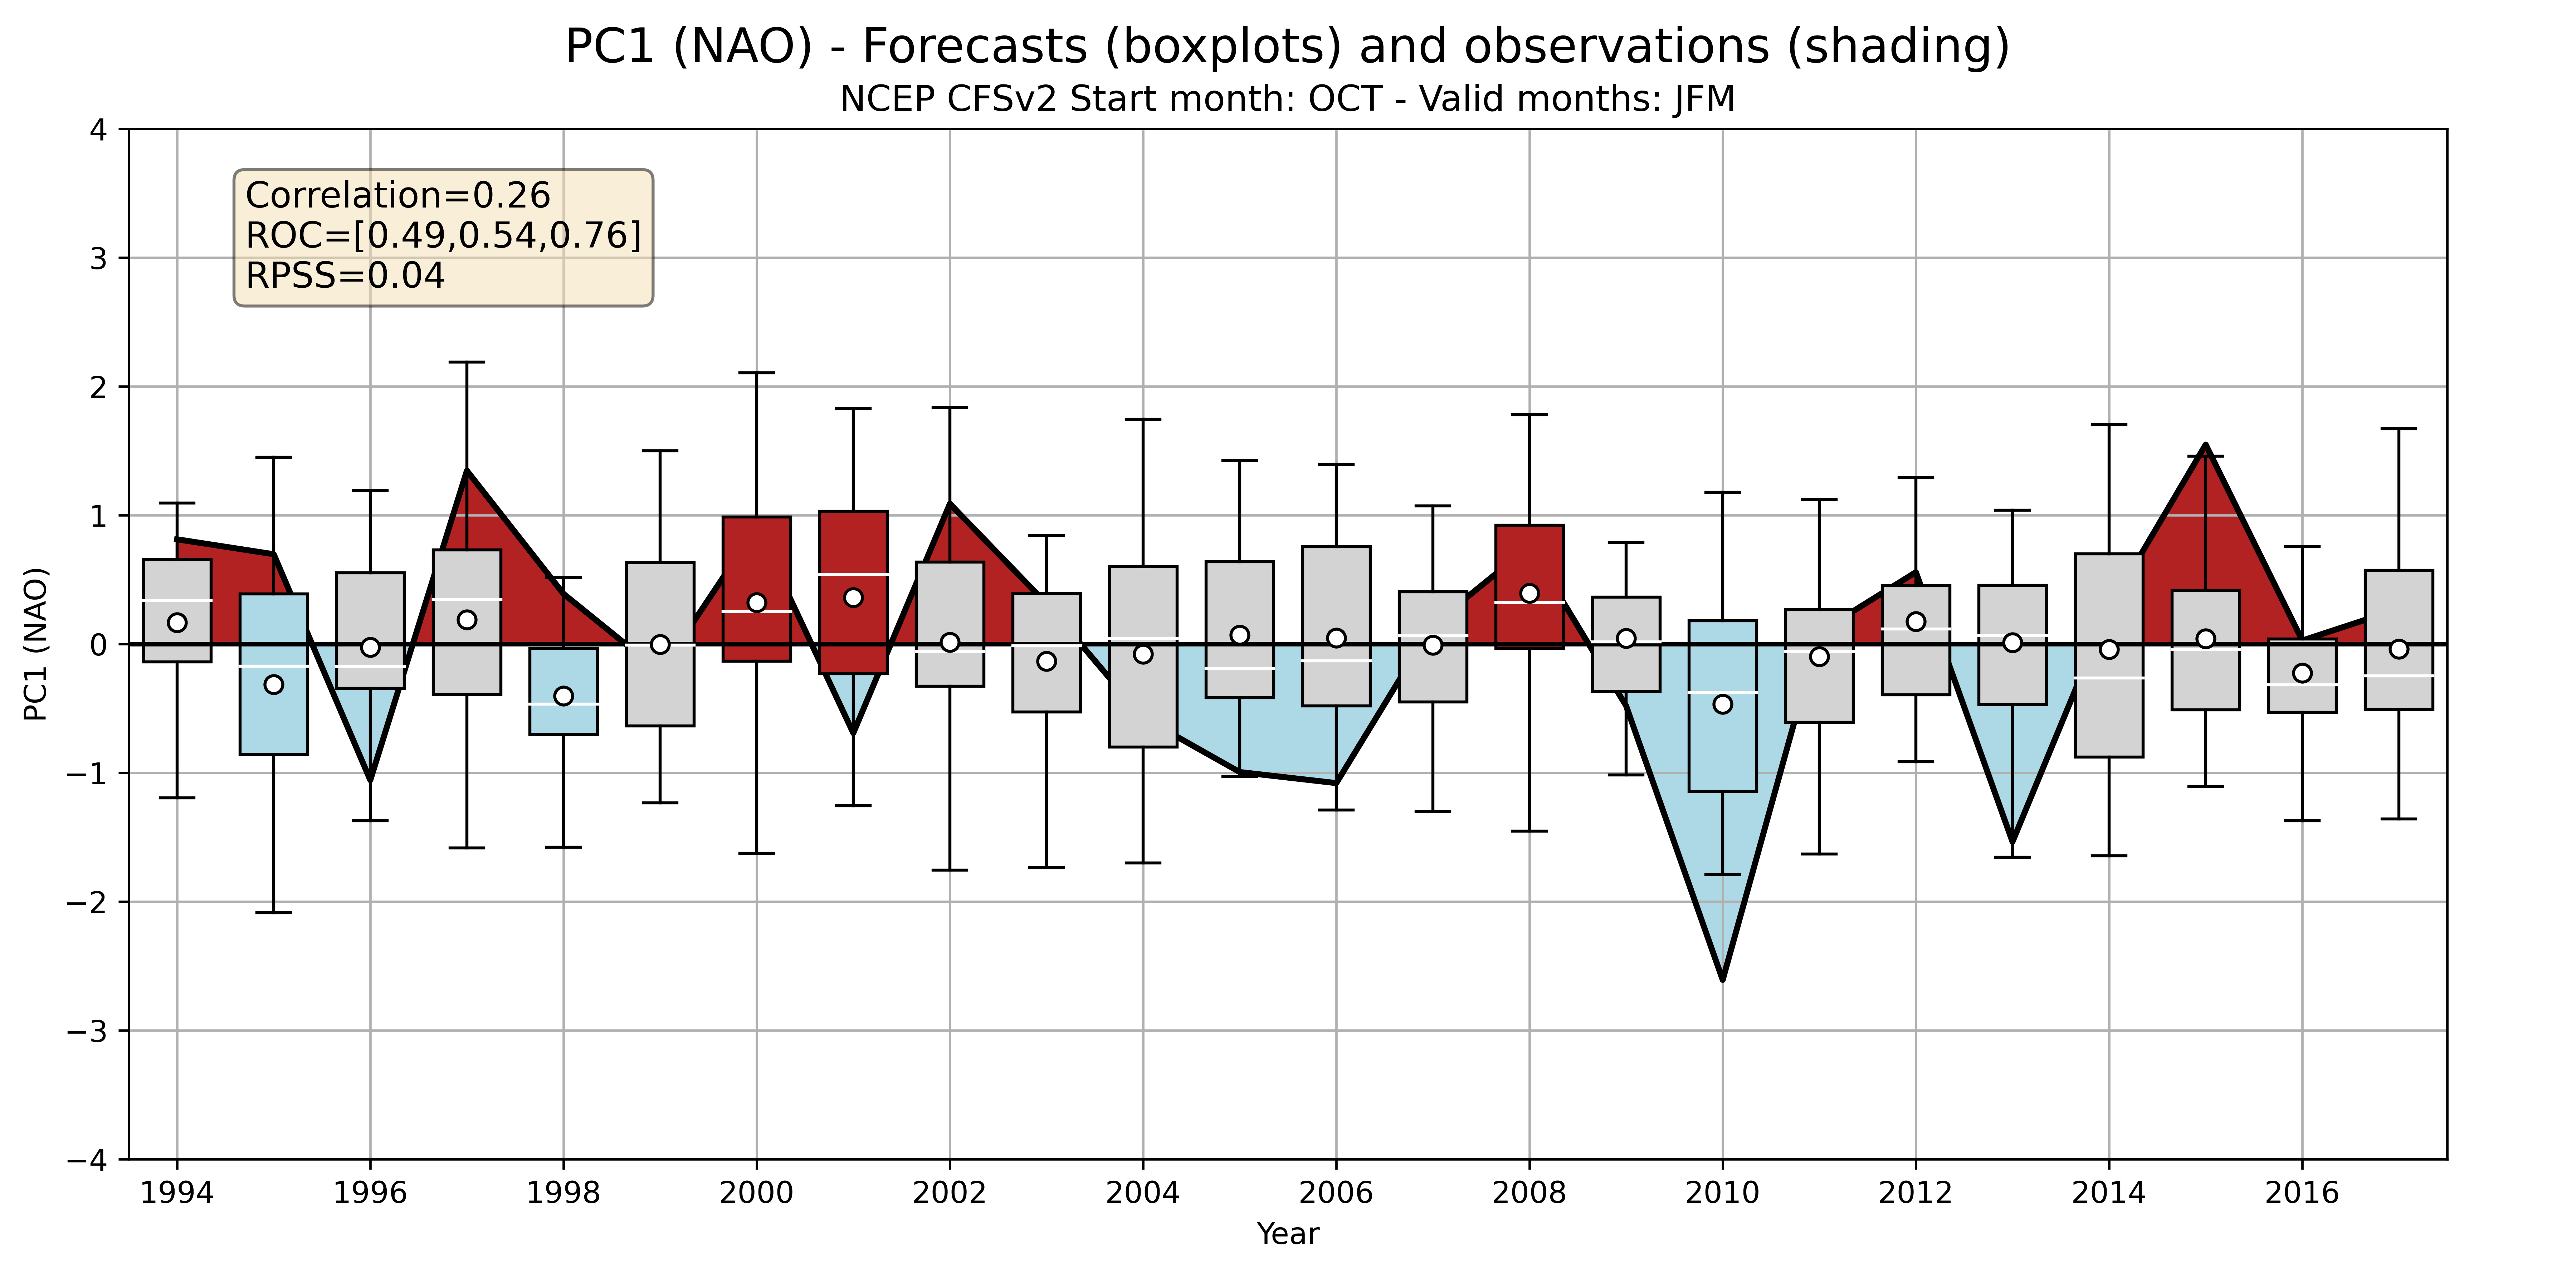 PC1 (NAO) - Forecasts (boxplots) and observations (shading)
NCEP CFSv2 Start month: OCT - Valid months: JFM
Correlation=0.26
ROC=[0.49,0.54,0.76]
RPSS=0.04
PC1 (NAO)
4
3
2
1
0
−1
−2
−3
−4
1994 1996 1998 2000 2002 2004 2006 2008 2010 2012 2014 2016
Year